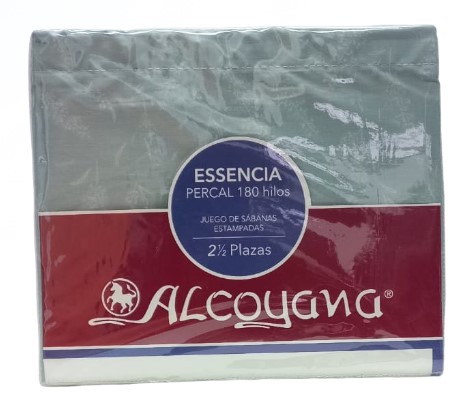 ESSENCIA
PERCAL 180 hilos
JUEGO DE SÁBANAS
ESTAMPADAS
2½ Plazas
ALCOYANA®